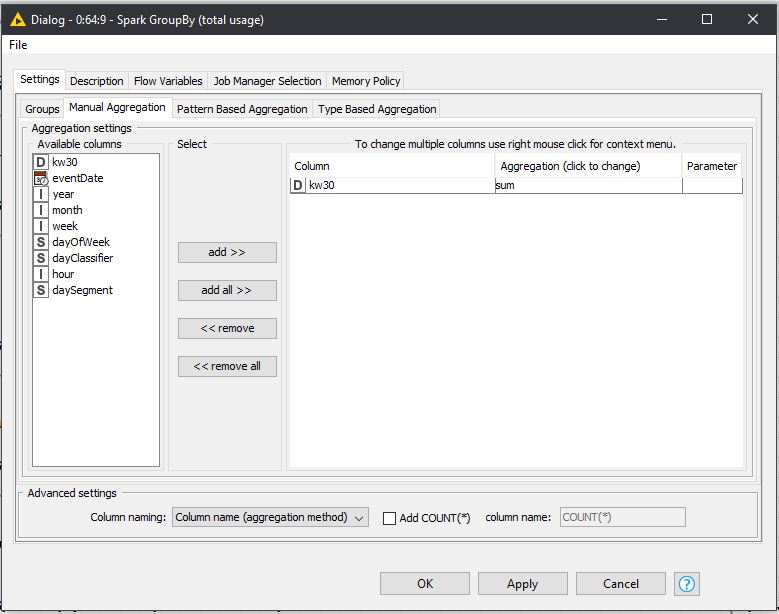 Dialog - 0:64:9 - Spark GroupBy (total usage)
File
Settings Description Flow Variables Job Manager Selection Memory Policy
Groups Manual Aggregation Pattern Based Aggregation Type Based Aggregation
Aggregation settings
Available columns
D kw30
eventDate
I year
I month
I week
S dayOfWeek
S dayClassifier
I hour
S daySegment
Select
add >>
add all >>
<< remove
<< remove all
To change multiple columns use right mouse click for context menu.
Column Aggregation (click to change) Parameter
D kw30 sum
Advanced settings
Column naming: Column name (aggregation method) Add COUNT(*) column name: COUNT(*)
OK Apply Cancel ?